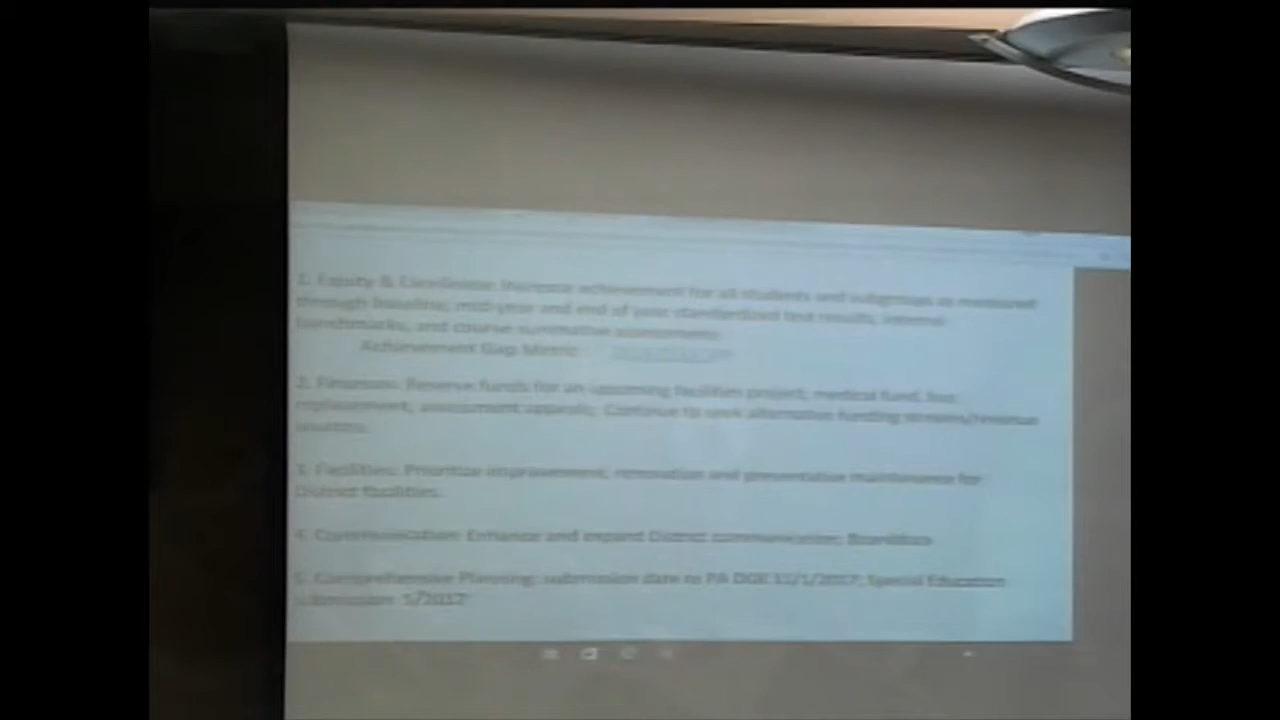 1. Equity & Excellence: Increase achievement for all students and subgroups as measured
through baseline, mid-year and end of year standardized test results, internal
benchmarks, and course summative assessments.
Achievement Gap Metric:
2. Finances: Reserve funds for an upcoming facilities project, medical fund, bus
replacement, assessment appeals; Continue to seek alternative funding streams/revenue
sources.
3. Facilities: Prioritize improvement, renovation and preventative maintenance for
District facilities.
4. Communication: Enhance and expand District communication;
5. Comprehensive Planning; submission date to PA DOE 11/1/2017; Special Education
submission 5/2017